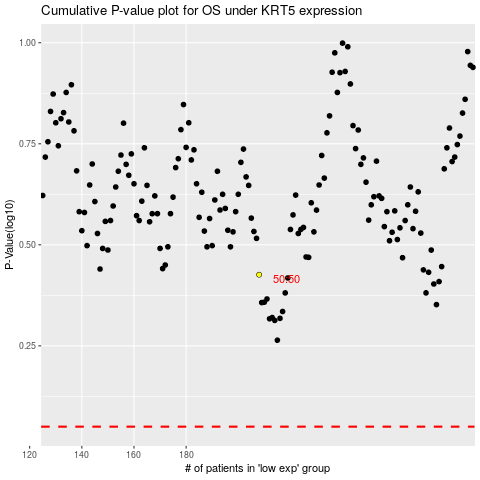 Cumulative P-value plot for OS under KRT5 expression
P-Value(log10)
1.00
0.75
0.50
0.25
50:50
120 140 160 180
# of patients in 'low exp' group